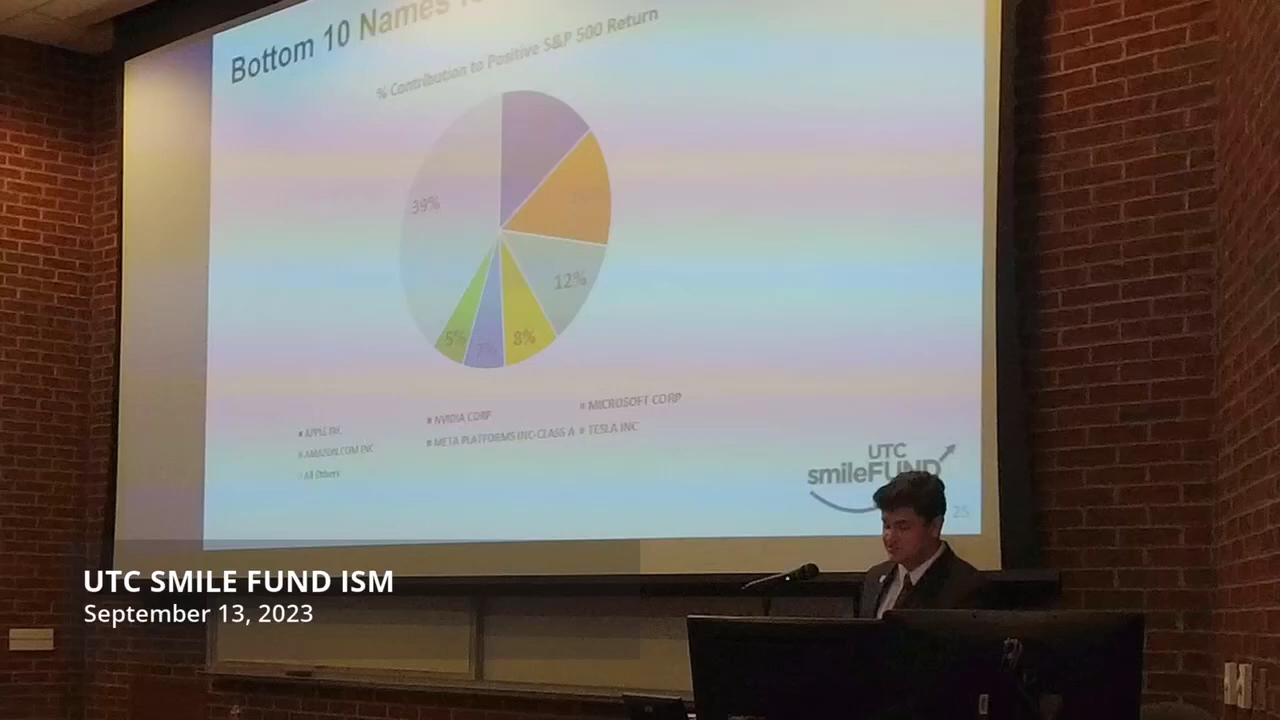 Bottom 10 Names
% Contribution to Positive S&P 500 Return
39%
12%
5%
7%
8%
APPLE INC
NVIDIA CORP
MICROSOFT CORP
AMAZON.COM INC
META PLATFORMS INC-CLASS A
TESLA INC
All Others
UTC
smileFUND
25
UTC SMILE FUND ISM
September 13, 2023